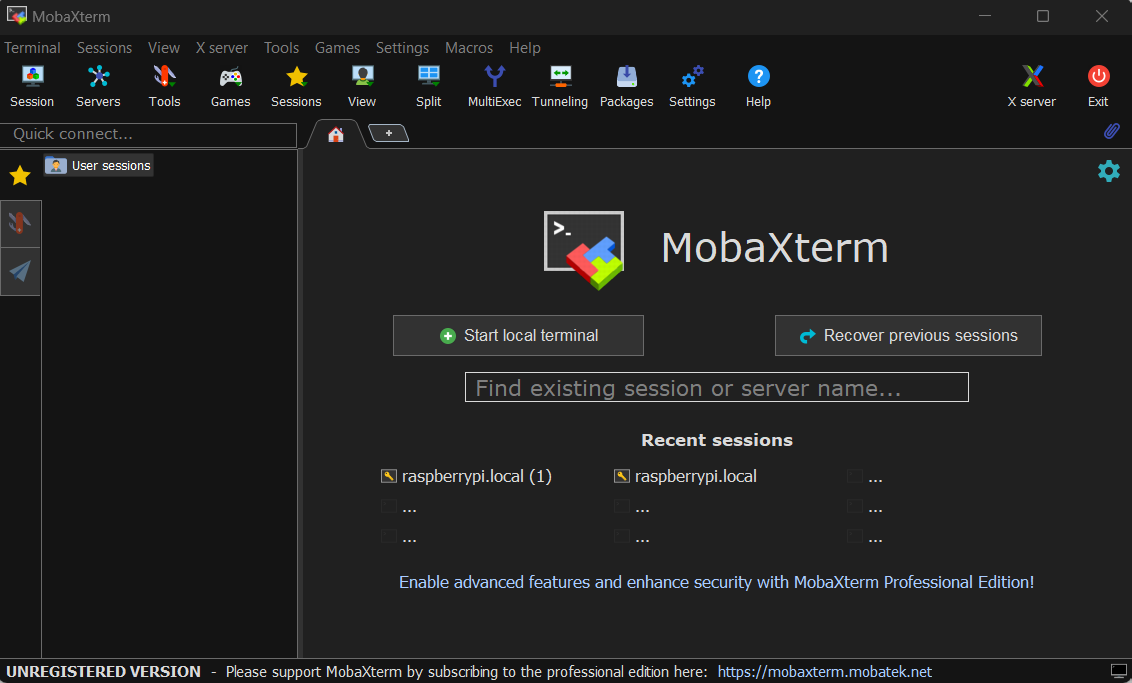 MobaXterm
Terminal Sessions View X server Tools Games Settings Macros Help
Session Servers Tools Games Sessions View Split MultiExec Tunneling Packages Settings Help X server Exit
Quick connect...
User sessions
>_
MobaXterm
Start local terminal Recover previous sessions
Find existing session or server name...
Recent sessions
raspberrypi.local (1) raspberrypi.local ...
... ... ...
... ... ...
Enable advanced features and enhance security with MobaXterm Professional Edition!
UNREGISTERED VERSION - Please support MobaXterm by subscribing to the professional edition here: https://mobaxterm.mobatek.net